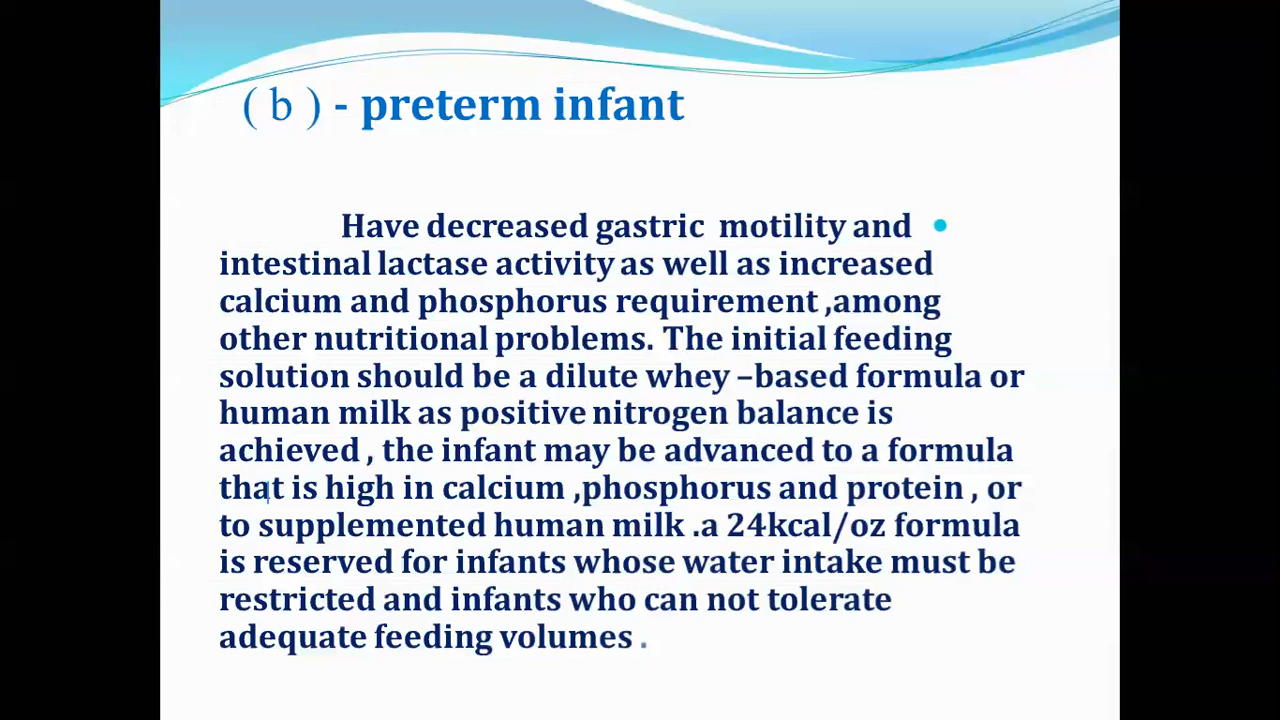 ( b ) - preterm infant
Have decreased gastric motility and •
intestinal lactase activity as well as increased
calcium and phosphorus requirement ,among
other nutritional problems. The initial feeding
solution should be a dilute whey –based formula or
human milk as positive nitrogen balance is
achieved , the infant may be advanced to a formula
that is high in calcium ,phosphorus and protein , or
to supplemented human milk .a 24kcal/oz formula
is reserved for infants whose water intake must be
restricted and infants who can not tolerate
adequate feeding volumes .